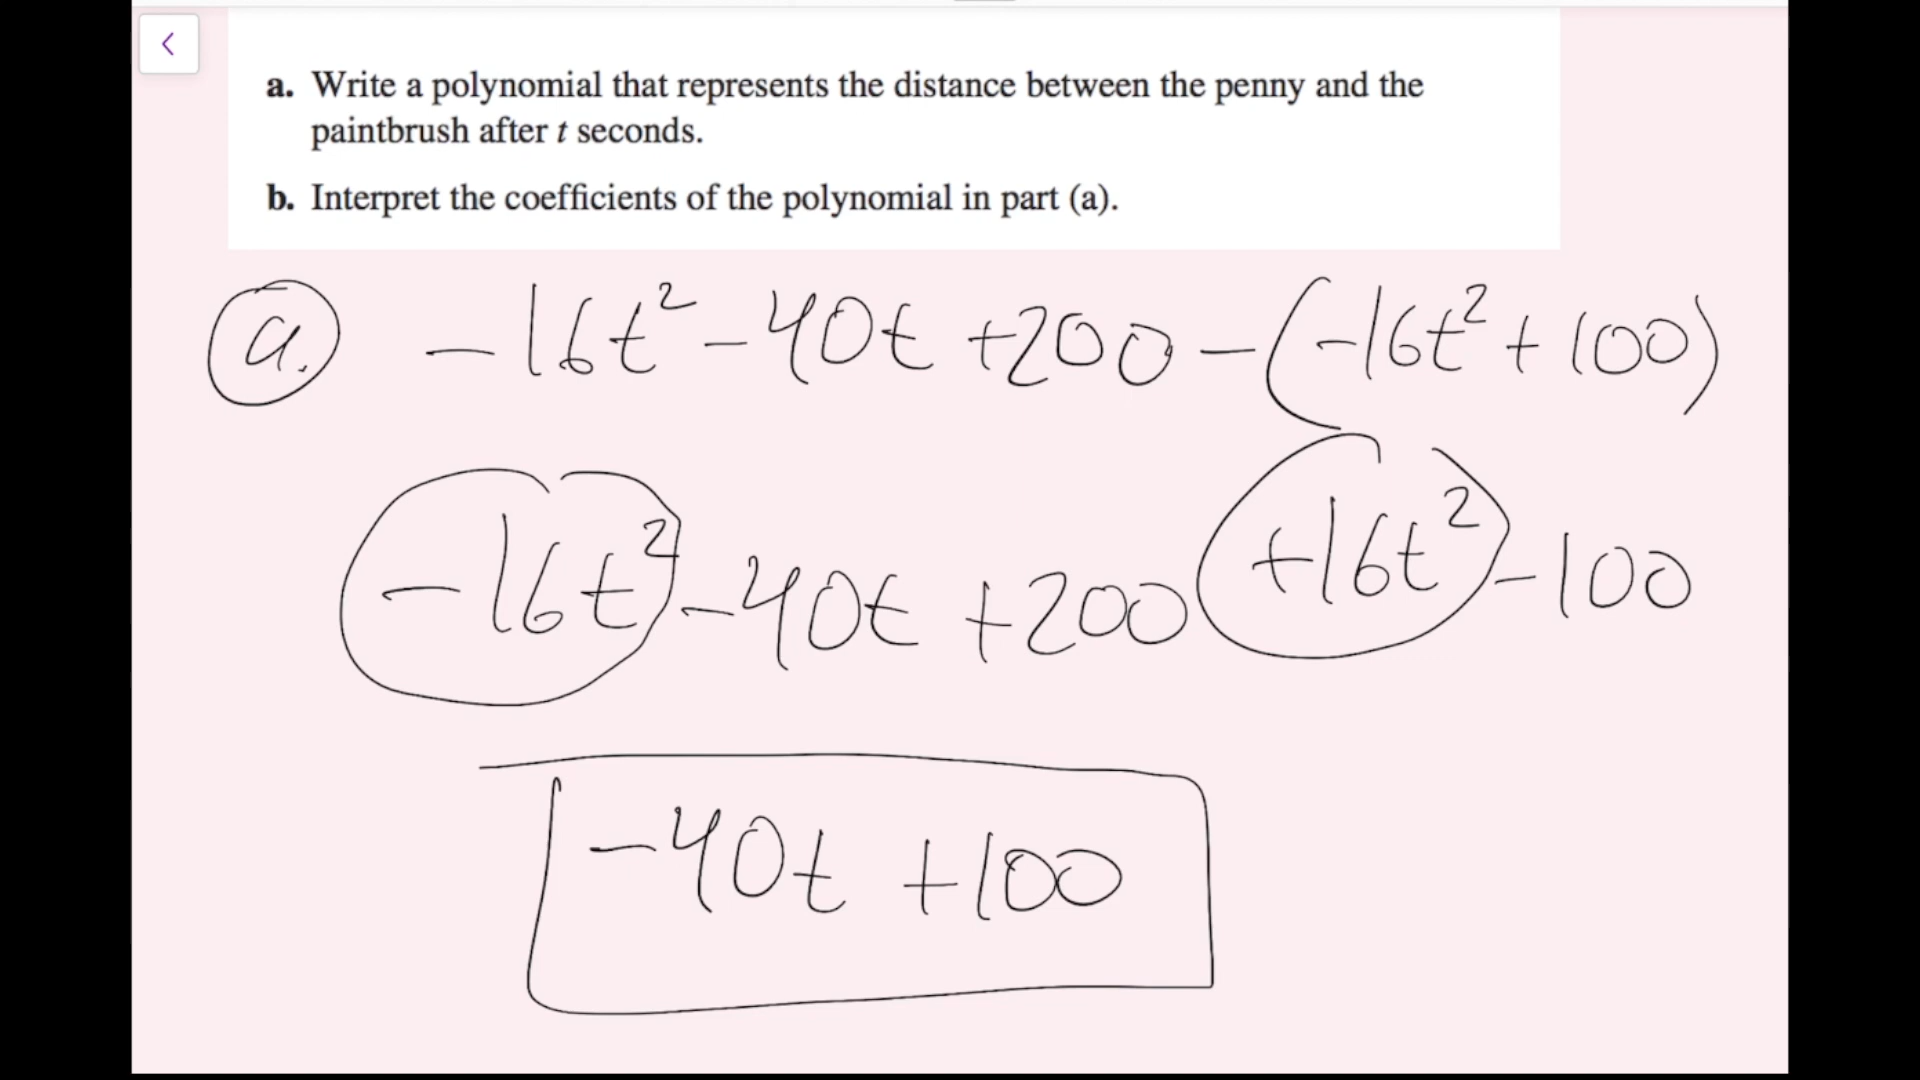 a. Write a polynomial that represents the distance between the penny and the
paintbrush after t seconds.
b. Interpret the coefficients of the polynomial in part (a).
a. -16t² -40t +200 -(-16t² + 100)
-16t² -40t +200 +16t² -100
-40t +100